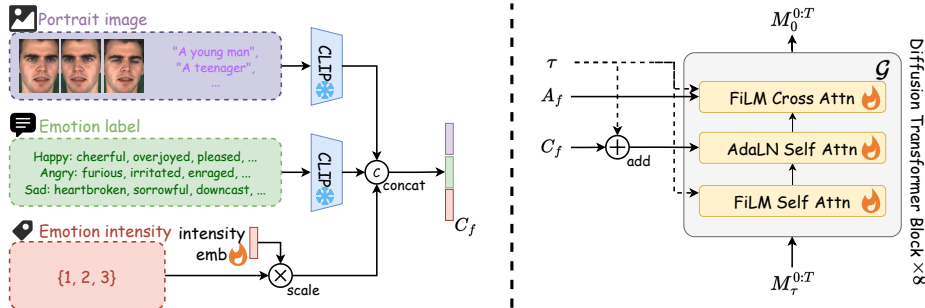 Portrait image
"A young man",
"A teenager",
...
CLIP
Emotion label
Happy: cheerful, overjoyed, pleased, ...
Angry: furious, irritated, enraged, ...
Sad: heartbroken, sorrowful, downcast, ...
CLIP
C
concat
C_f
Emotion intensity
{1, 2, 3}
intensity
emb
×
scale
M_0^{0:T}
τ
A_f
C_f
+
add
G
FiLM Cross Attn
AdaLN Self Attn
FiLM Self Attn
M_τ^{0:T}
Diffusion Transformer Block ×8